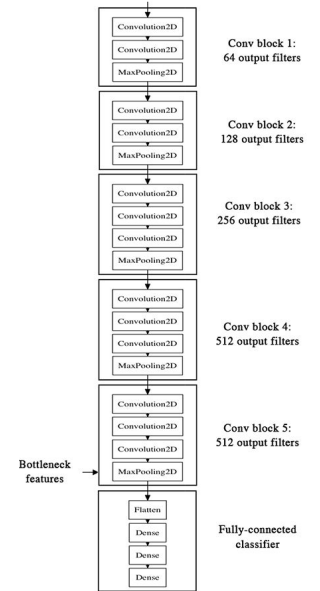 Convolution2D
Convolution2D
MaxPooling2D
Conv block 1:
64 output filters
Convolution2D
Convolution2D
MaxPooling2D
Conv block 2:
128 output filters
Convolution2D
Convolution2D
Convolution2D
MaxPooling2D
Conv block 3:
256 output filters
Convolution2D
Convolution2D
Convolution2D
MaxPooling2D
Conv block 4:
512 output filters
Convolution2D
Convolution2D
Convolution2D
MaxPooling2D
Conv block 5:
512 output filters
Bottleneck
features
Flatten
Dense
Dense
Dense
Fully-connected
classifier